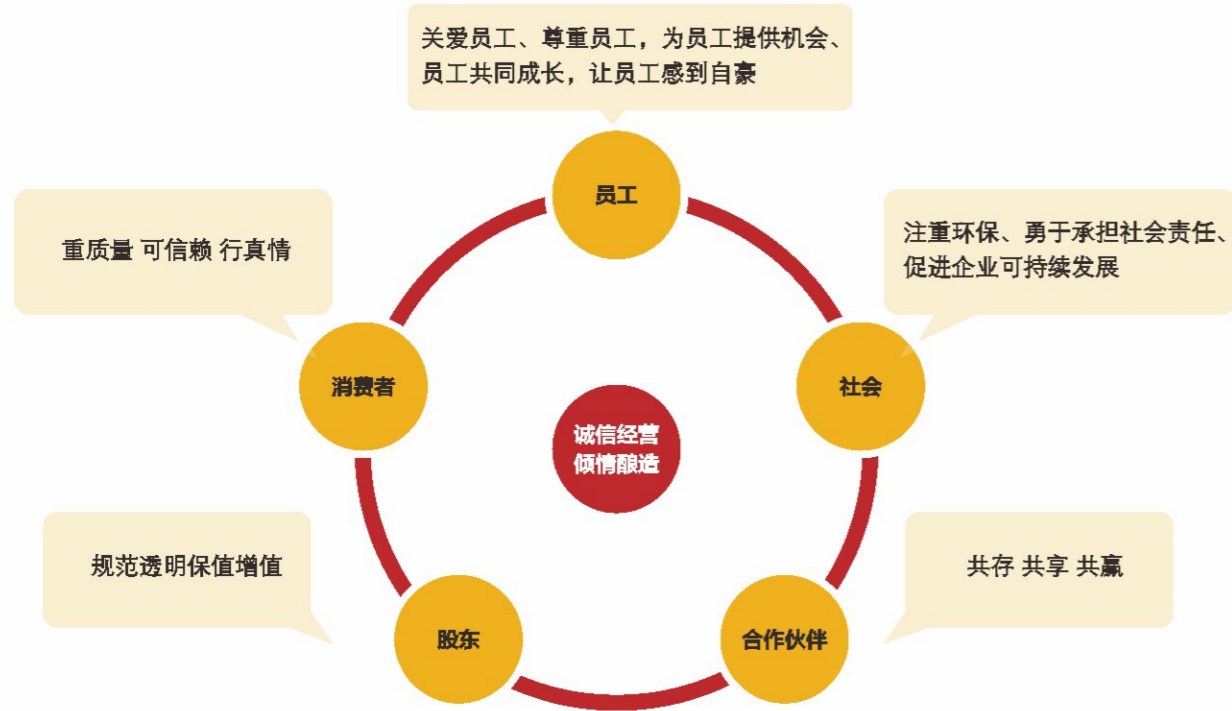 关爱员工、尊重员工，为员工提供机会、
员工共同成长，让员工感到自豪
员工
重质量 可信赖 行真情
注重环保、勇于承担社会责任、
促进企业可持续发展
消费者
社会
诚信经营
倾情酿造
规范透明保值增值
共存 共享 共赢
股东
合作伙伴